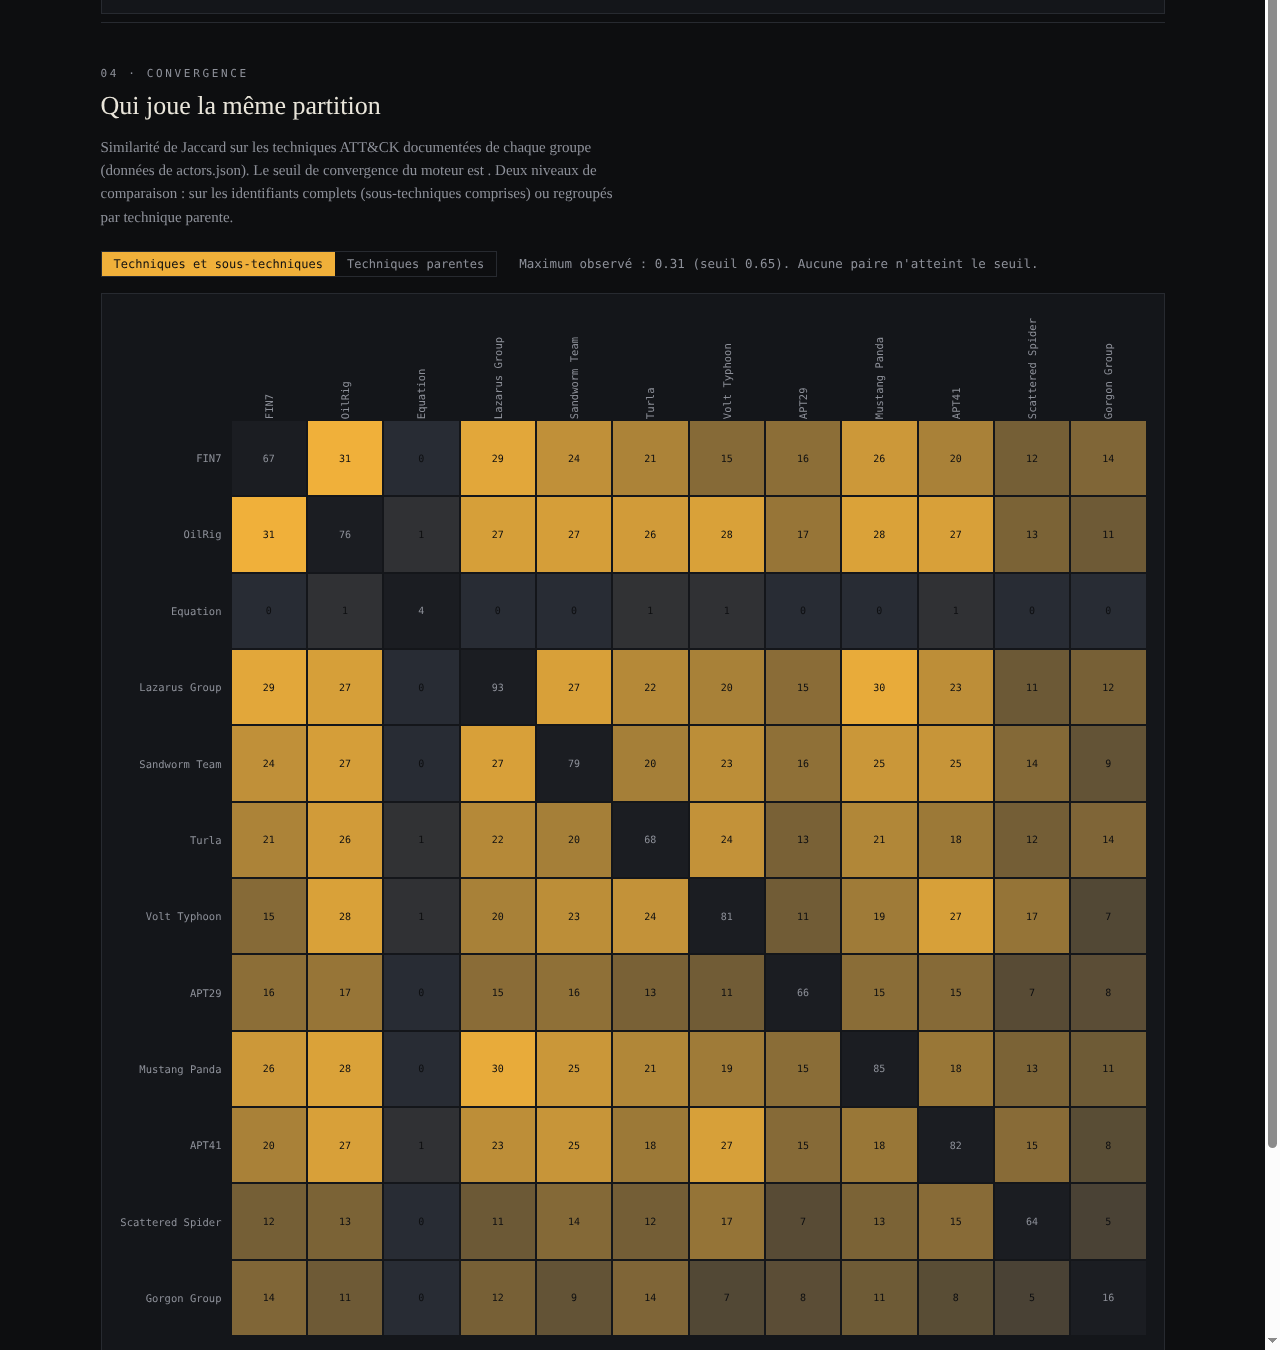 04 · CONVERGENCE
Qui joue la même partition
Similarité de Jaccard sur les techniques ATT&CK documentées de chaque groupe
(données de actors.json). Le seuil de convergence du moteur est . Deux niveaux de
comparaison : sur les identifiants complets (sous-techniques comprises) ou regroupés
par technique parente.
Techniques et sous-techniques Techniques parentes Maximum observé : 0.31 (seuil 0.65). Aucune paire n'atteint le seuil.
FIN7 OilRig Equation Lazarus Group Sandworm Team Turla Volt Typhoon APT29 Mustang Panda APT41 Scattered Spider Gorgon Group
FIN7 67 31 0 29 24 21 15 16 26 20 12 14
OilRig 31 76 1 27 27 26 28 17 28 27 13 11
Equation 0 1 4 0 0 1 1 0 0 1 0 0
Lazarus Group 29 27 0 93 27 22 20 15 30 23 11 12
Sandworm Team 24 27 0 27 79 20 23 16 25 25 14 9
Turla 21 26 1 22 20 68 24 13 21 18 12 14
Volt Typhoon 15 28 1 20 23 24 81 11 19 27 17 7
APT29 16 17 0 15 16 13 11 66 15 15 7 8
Mustang Panda 26 28 0 30 25 21 19 15 85 18 13 11
APT41 20 27 1 23 25 18 27 15 18 82 15 8
Scattered Spider 12 13 0 11 14 12 17 7 13 15 64 5
Gorgon Group 14 11 0 12 9 14 7 8 11 8 5 16